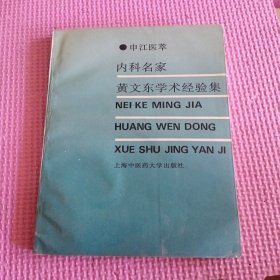 ●申江医萃
内科名家
黄文东学术经验集
NEI KE MING JIA
HUANG WEN DONG
XUE SHU JING YAN JI
上海中医药大学出版社